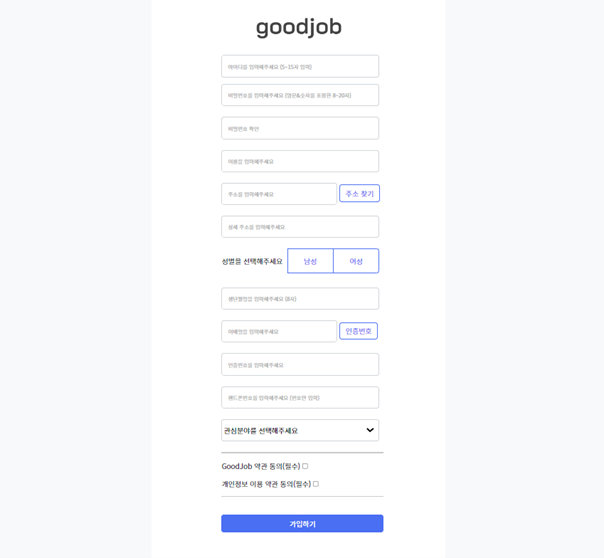 goodjob
아이디를 입력해주세요 (5~15자 입력)
비밀번호를 입력해주세요 (영문&숫자를 포함한 8~20자)
비밀번호 확인
이름을 입력해주세요
주소를 입력해주세요 주소 찾기
상세 주소를 입력해주세요
성별을 선택해주세요 남성 여성
생년월일을 입력해주세요 (8자)
이메일을 입력해주세요 인증번호
인증번호를 입력해주세요
핸드폰번호를 입력해주세요 (번호만 입력)
관심분야를 선택해주세요
GoodJob 약관 동의(필수)
개인정보 이용 약관 동의(필수)
가입하기